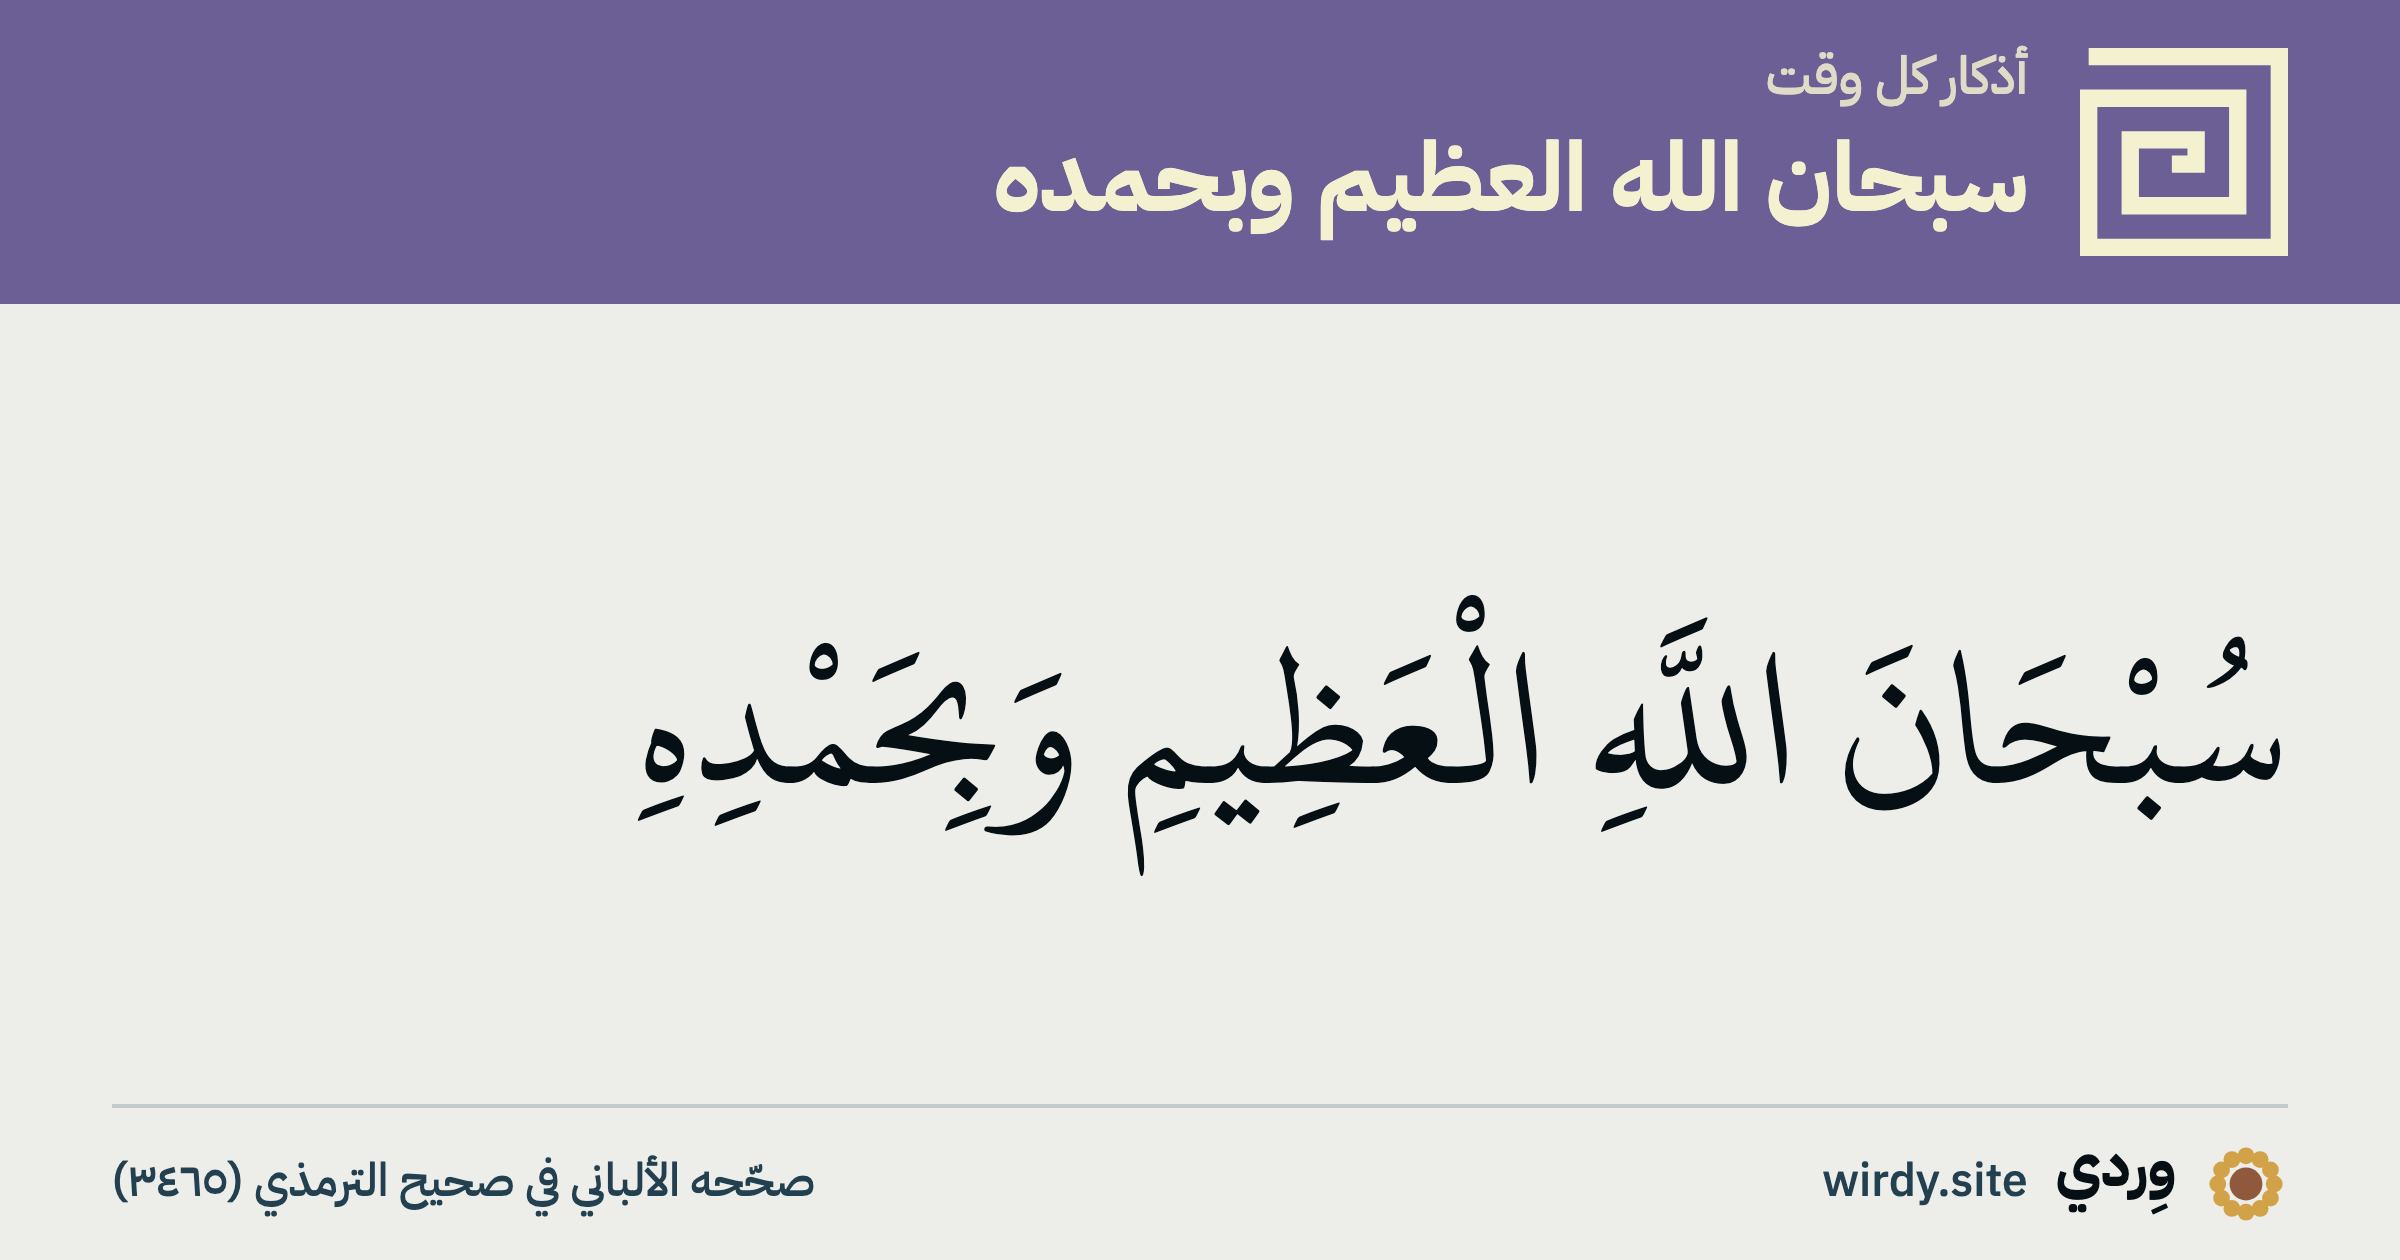 أذكار كل وقت
سبحان الله العظيم وبحمده
سُبْحَانَ اللَّهِ الْعَظِيمِ وَبِحَمْدِهِ
وِردي wirdy.site
صحّحه الألباني في صحيح الترمذي (٣٤٦٥)